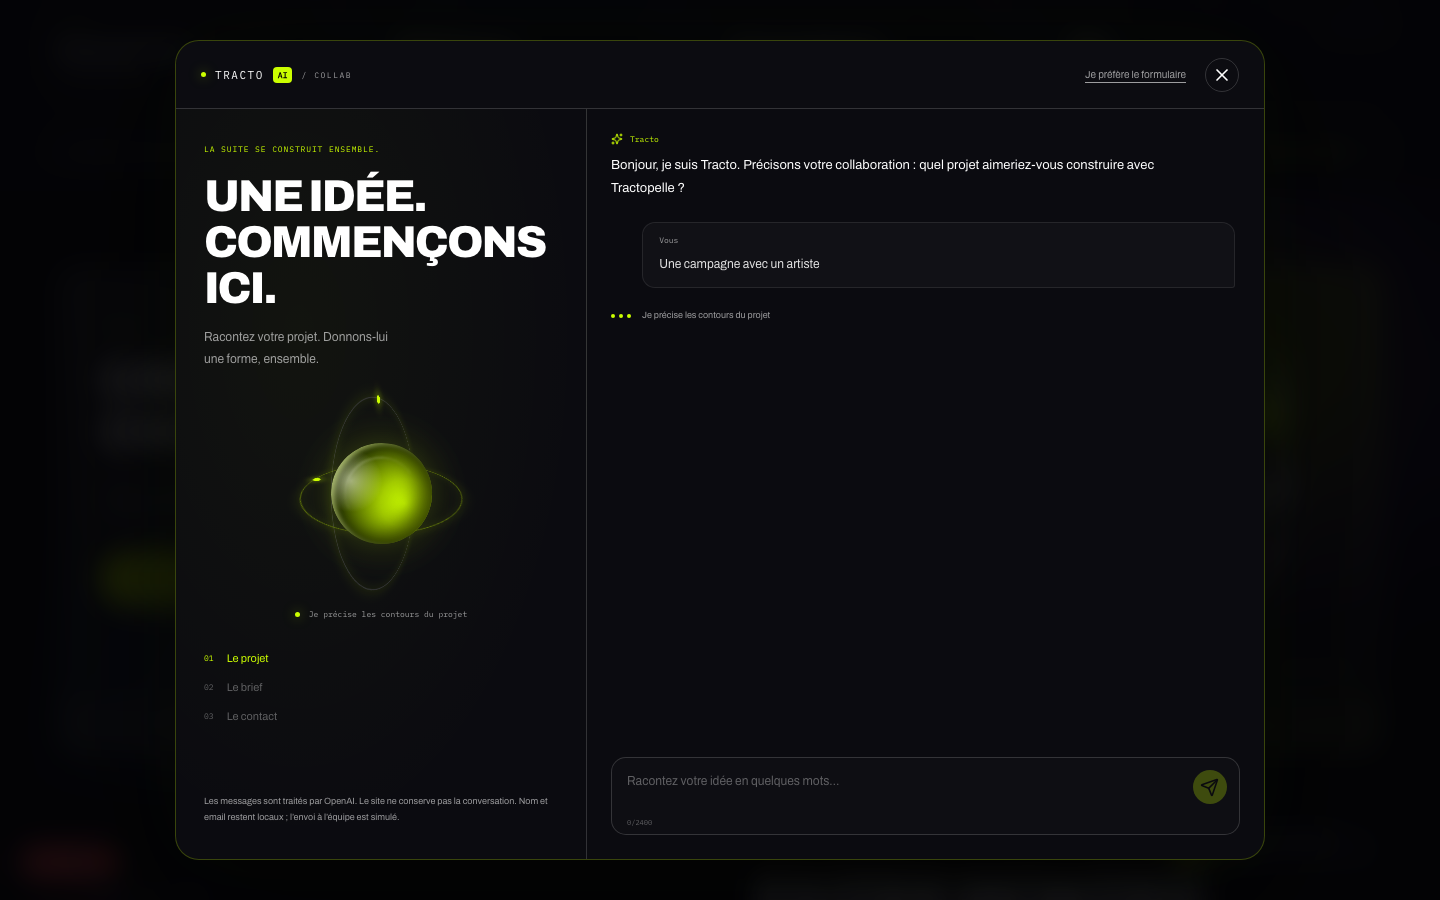 TRACTO AI / COLLAB
Je préfère le formulaire
LA SUITE SE CONSTRUIT ENSEMBLE.
UNE IDÉE.
COMMENÇONS
ICI.
Racontez votre projet. Donnons-lui
une forme, ensemble.
Je précise les contours du projet
01 Le projet
02 Le brief
03 Le contact
Les messages sont traités par OpenAI. Le site ne conserve pas la conversation. Nom et
email restent locaux ; l'envoi à l'équipe est simulé.
Tracto
Bonjour, je suis Tracto. Précisons votre collaboration : quel projet aimeriez-vous construire avec
Tractopelle ?
Vous
Une campagne avec un artiste
Je précise les contours du projet
Racontez votre idée en quelques mots...
0/2400